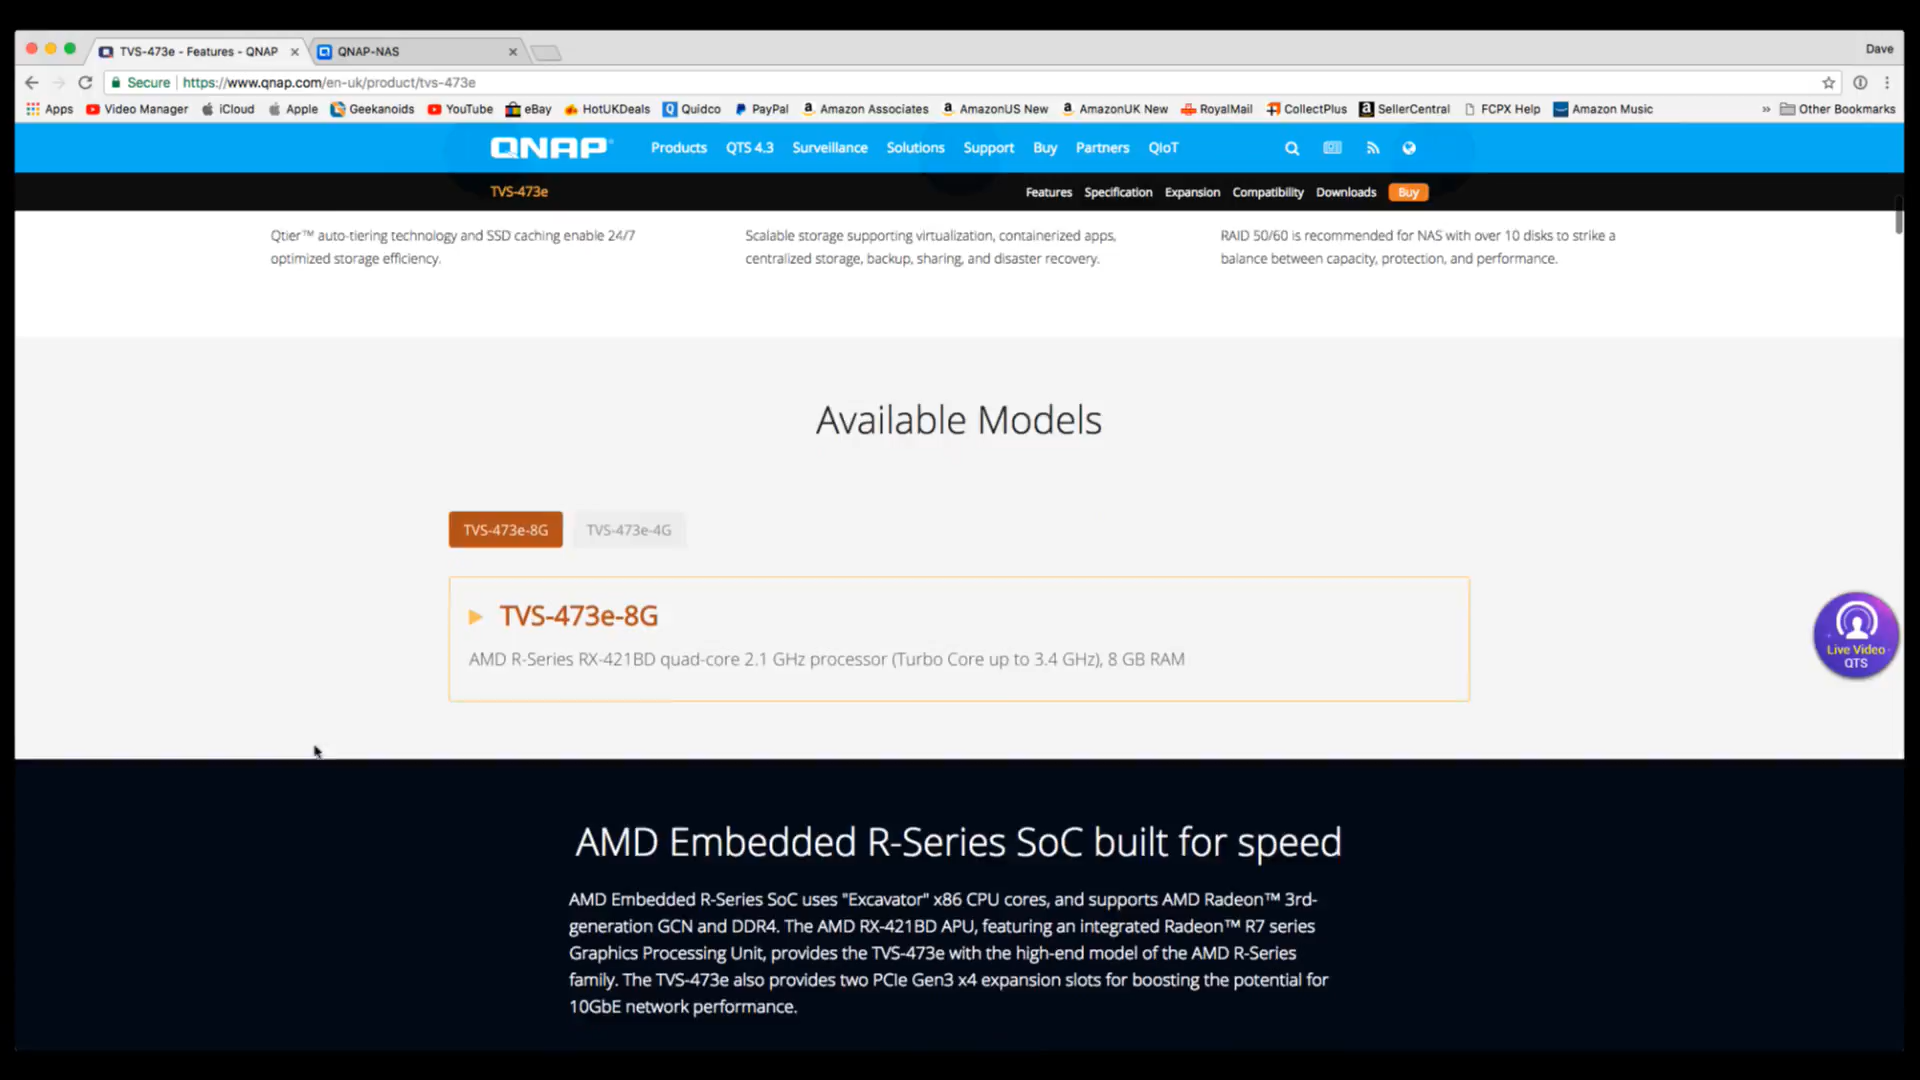 TVS-473e - Features - QNAP
QNAP-NAS
Dave
Secure
https://www.qnap.com/en-uk/product/tvs-473e
Apps
Video Manager
iCloud
Apple
Geekanoids
YouTube
eBay
HotUKDeals
Quidco
PayPal
Amazon Associates
AmazonUS New
AmazonUK New
RoyalMail
CollectPlus
SellerCentral
FCPX Help
Amazon Music
Other Bookmarks
QNAP
Products
QTS 4.3
Surveillance
Solutions
Support
Buy
Partners
QIoT
TVS-473e
Features
Specification
Expansion
Compatibility
Downloads
Buy
Qtier™ auto-tiering technology and SSD caching enable 24/7
optimized storage efficiency.
Scalable storage supporting virtualization, containerized apps,
centralized storage, backup, sharing, and disaster recovery.
RAID 50/60 is recommended for NAS with over 10 disks to strike a
balance between capacity, protection, and performance.
Available Models
TVS-473e-8G
TVS-473e-4G
TVS-473e-8G
AMD R-Series RX-421BD quad-core 2.1 GHz processor (Turbo Core up to 3.4 GHz), 8 GB RAM
Live Video
QTS
AMD Embedded R-Series SoC built for speed
AMD Embedded R-Series SoC uses "Excavator" x86 CPU cores, and supports AMD Radeon™ 3rd-
generation GCN and DDR4. The AMD RX-421BD APU, featuring an integrated Radeon™ R7 series
Graphics Processing Unit, provides the TVS-473e with the high-end model of the AMD R-Series
family. The TVS-473e also provides two PCIe Gen3 x4 expansion slots for boosting the potential for
10GbE network performance.